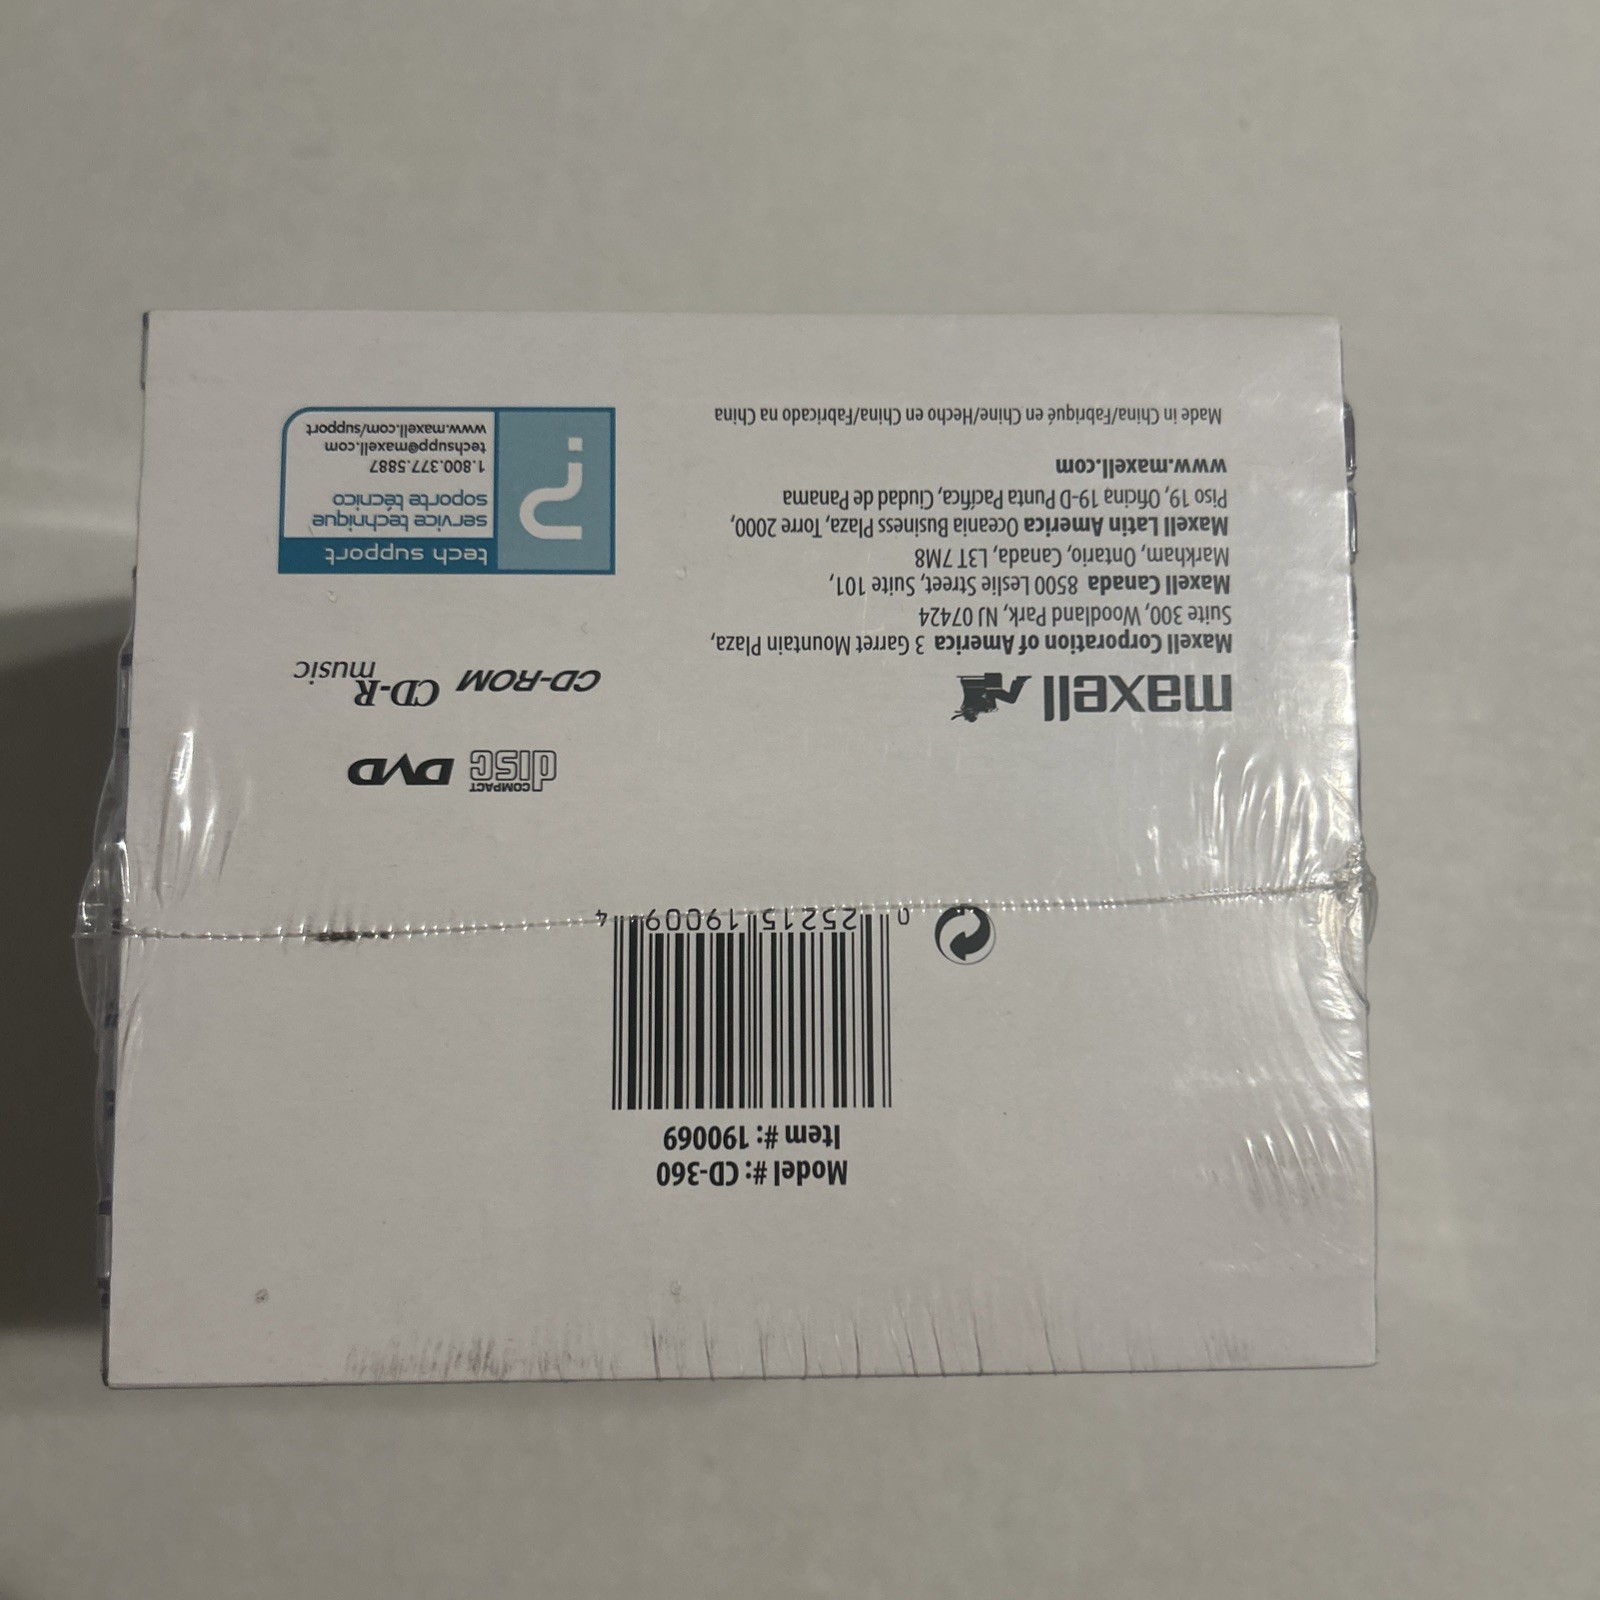 Model #: CD-360
Item #: 190069
0 25215 19009 4
COMPACT
disc
DVD
CD-ROM CD-R
music
maxell
Maxell Corporation of America 3 Garret Mountain Plaza,
Suite 300, Woodland Park, NJ 07424
Maxell Canada 8500 Leslie Street, Suite 101,
Markham, Ontario, Canada, L3T 7M8
Maxell Latin America Oceania Business Plaza, Torre 2000,
Piso 19, Oficina 19-D Punta Pacífica, Ciudad de Panama
www.maxell.com
Made in China/Fabriqué en Chine/Hecho en China/Fabricado na China
?
tech support
service technique
soporte técnico
1.800.377.5887
techsupp@maxell.com
www.maxell.com/support